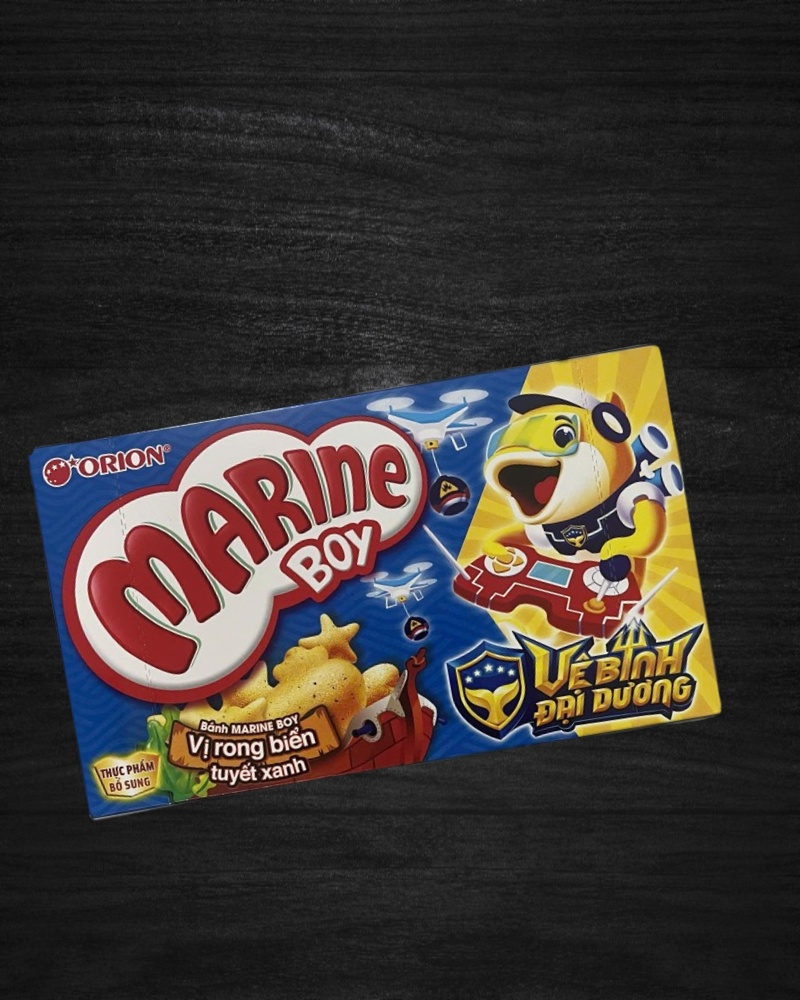 ORION®
MARINE
BOY
VỆ BINH
ĐẠI DƯƠNG
Bánh MARINE BOY
Vị rong biển
tuyết xanh
THỰC PHẨM
BỔ SUNG